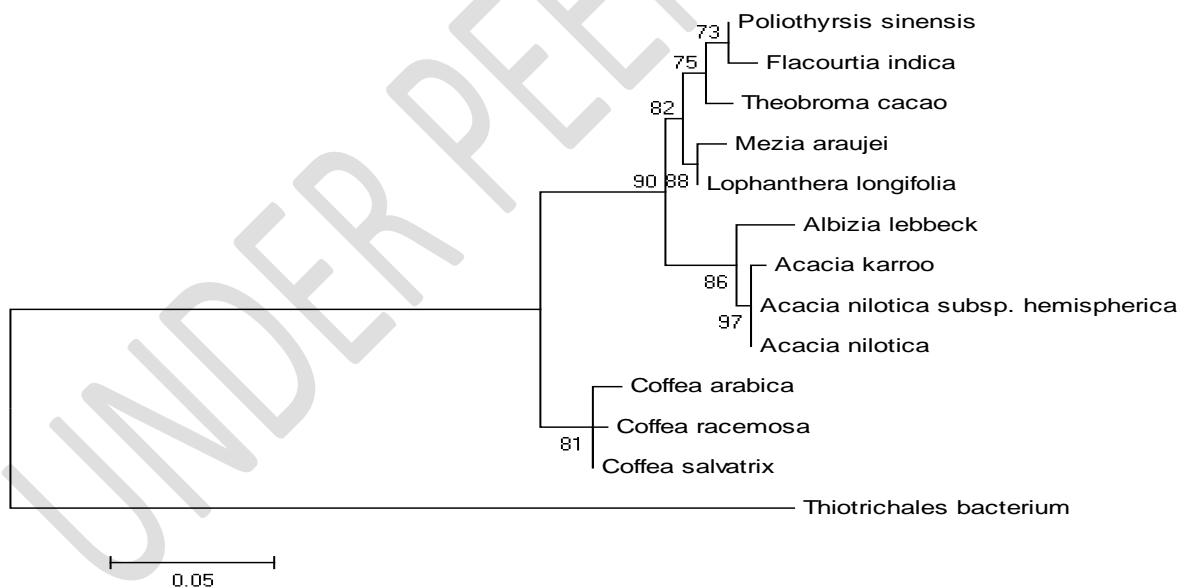 Poliothyrsis sinensis
73
Flacourtia indica
75
Theobroma cacao
82
Mezia araujei
90 88
Lophanthera longifolia
Albizia lebbeck
Acacia karroo
86
Acacia nilotica subsp. hemispherica
97
Acacia nilotica
Coffea arabica
Coffea racemosa
81
Coffea salvatrix
Thiotrichales bacterium
0.05
UNDER PEE